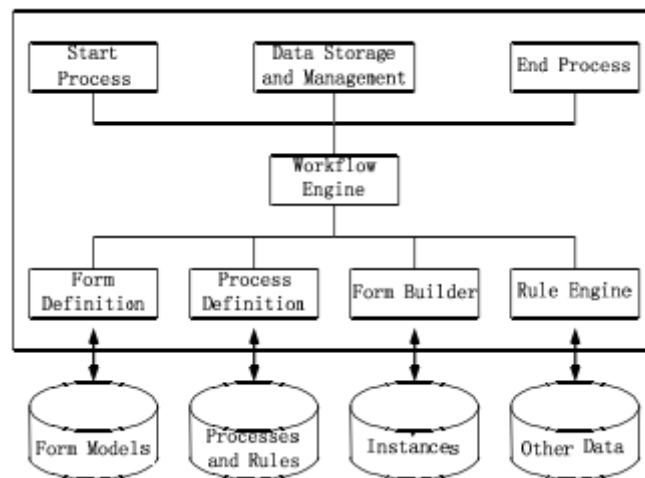 Start
Process
Data Storage
and Management
End Process
Workflow
Engine
Form
Definition
Process
Definition
Form Builder
Rule Engine
Form Models
Processes
and Rules
Instances
Other Data